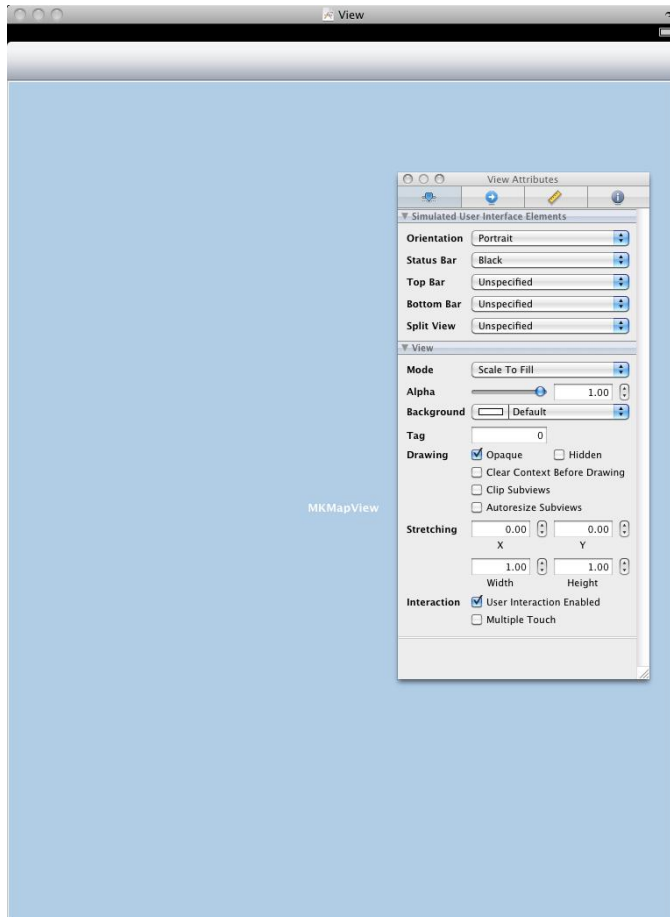 View
View Attributes
Simulated User Interface Elements
Orientation Portrait
Status Bar Black
Top Bar Unspecified
Bottom Bar Unspecified
Split View Unspecified
View
Mode Scale To Fill
Alpha 1.00
Background Default
Tag 0
Drawing Opaque Hidden
Clear Context Before Drawing
Clip Subviews
Autoresize Subviews
MKMapView
Stretching 0.00 0.00
X Y
1.00 1.00
Width Height
Interaction User Interaction Enabled
Multiple Touch